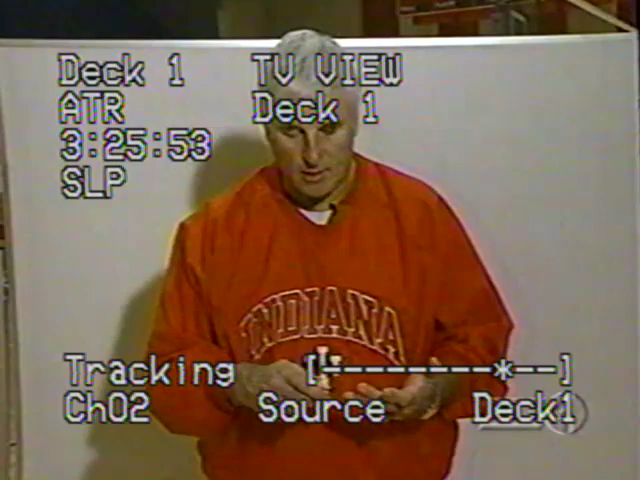 Deck 1 TV VIEW
ATR Deck 1
3:25:53
SLP
INDIANA
Tracking [--------*--]
Ch02 Source Deck1